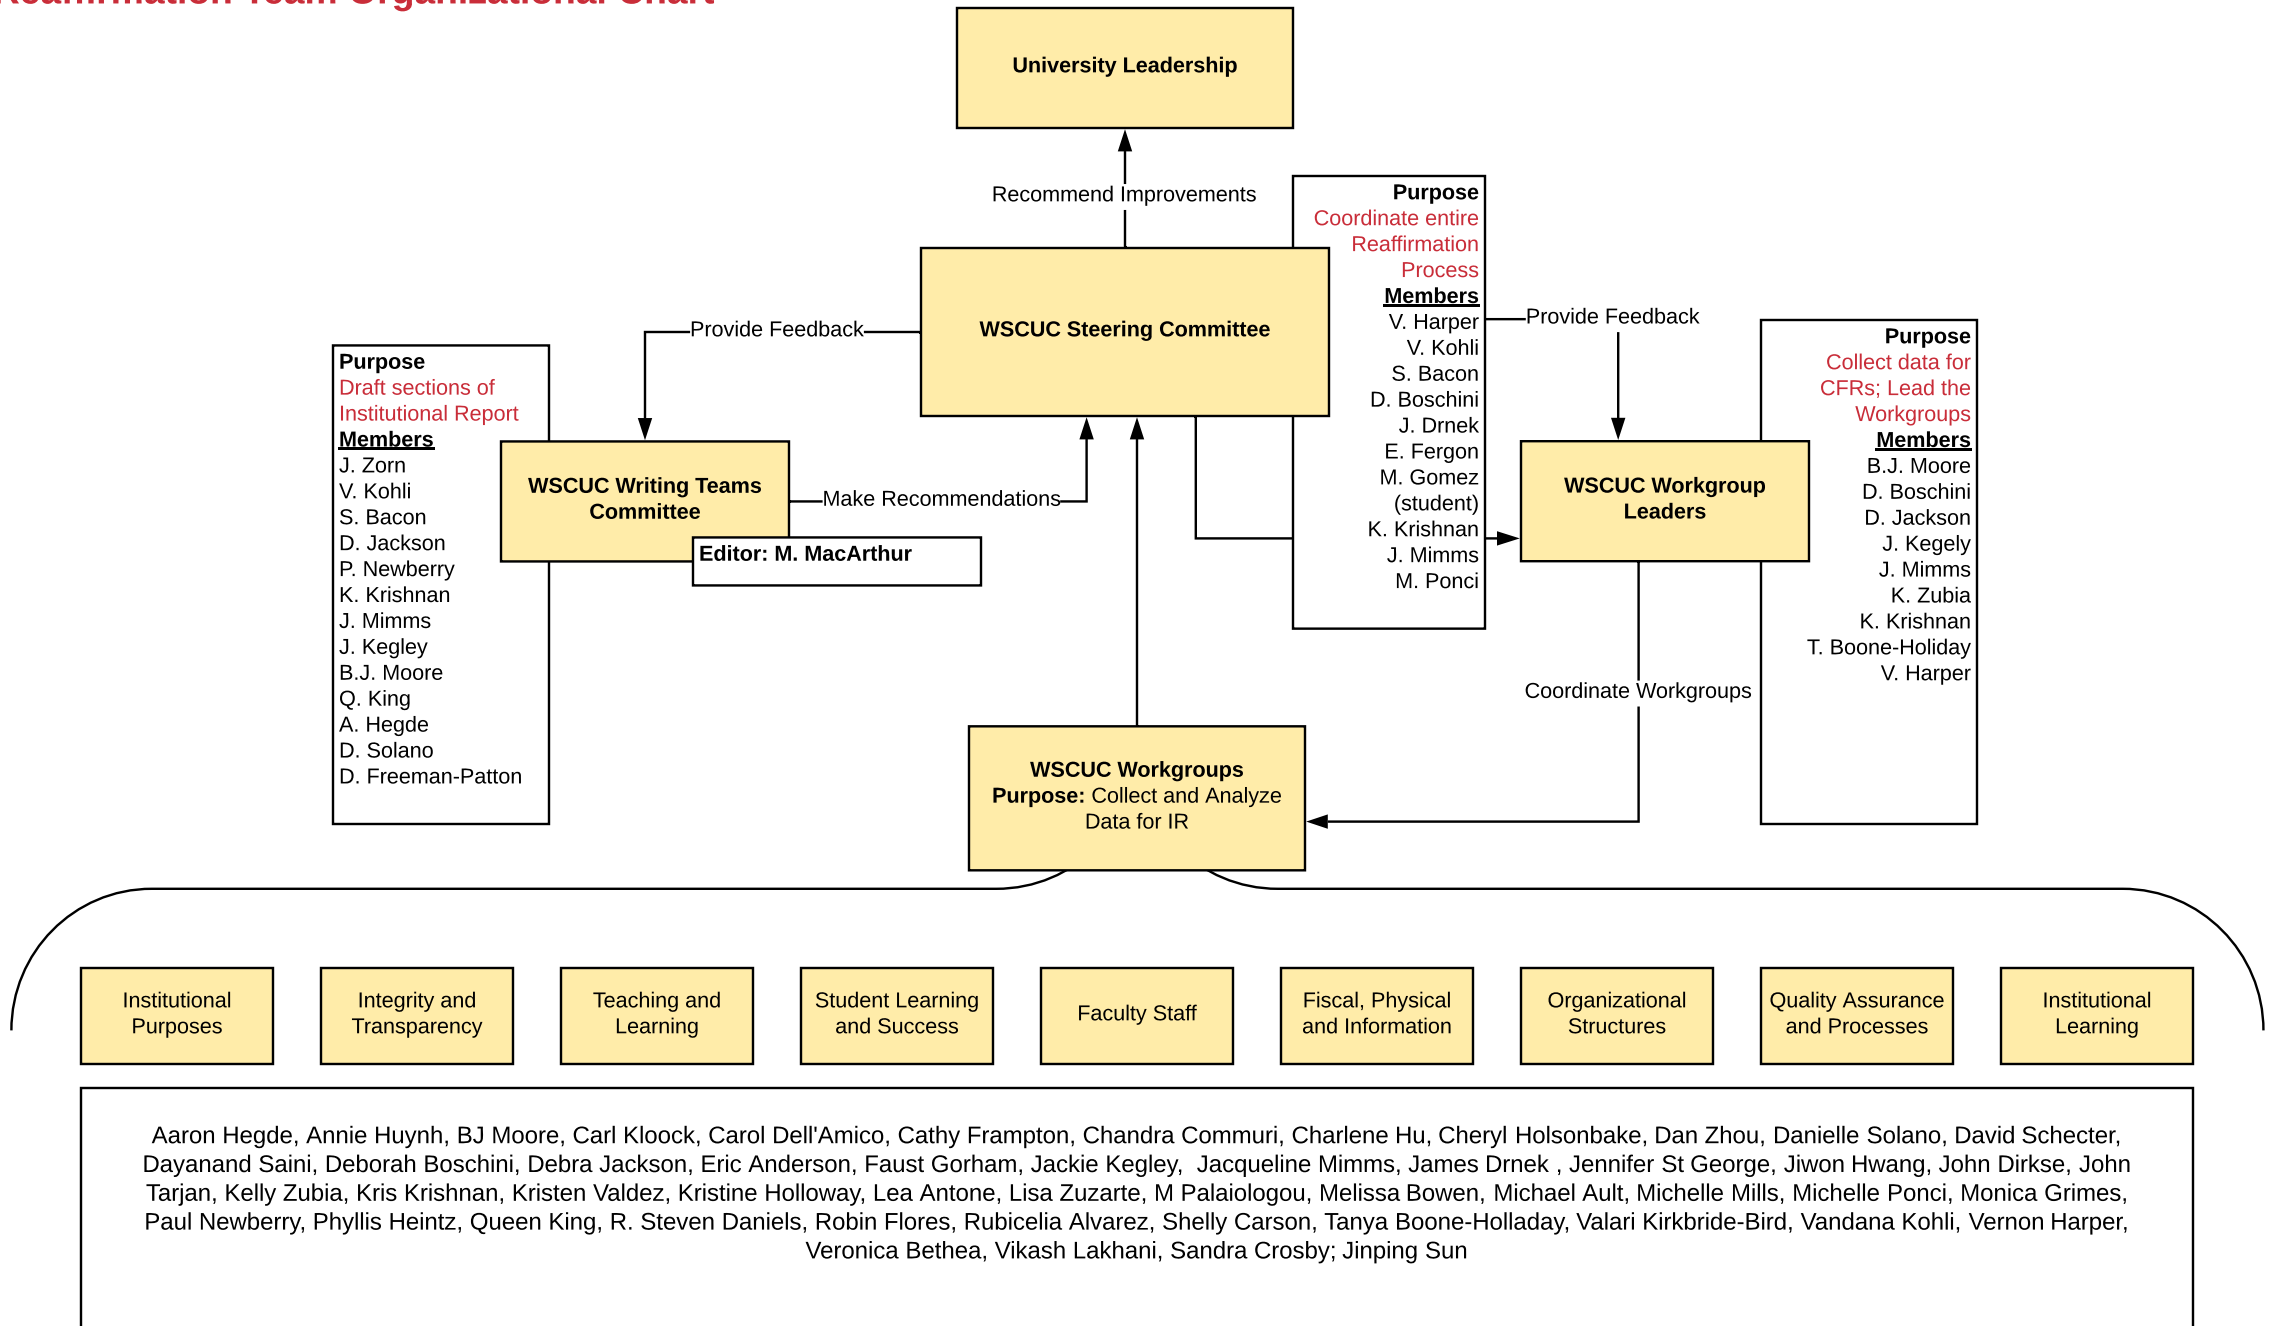 Reaffirmation Team Organizational Chart
University Leadership
Recommend Improvements
Purpose
Coordinate entire
Reaffirmation
Process
Members
V. Harper
V. Kohli
S. Bacon
D. Boschini
J. Drnek
E. Fergon
M. Gomez
(student)
K. Krishnan
J. Mimms
M. Ponci
WSCUC Steering Committee
Provide Feedback
Provide Feedback
Purpose
Draft sections of
Institutional Report
Members
J. Zorn
V. Kohli
S. Bacon
D. Jackson
P. Newberry
K. Krishnan
J. Mimms
J. Kegley
B.J. Moore
Q. King
A. Hegde
D. Solano
D. Freeman-Patton
WSCUC Writing Teams
Committee
Editor: M. MacArthur
Make Recommendations
WSCUC Workgroup
Leaders
Purpose
Collect data for
CFRs; Lead the
Workgroups
Members
B.J. Moore
D. Boschini
D. Jackson
J. Kegely
J. Mimms
K. Zubia
K. Krishnan
T. Boone-Holiday
V. Harper
Coordinate Workgroups
WSCUC Workgroups
Purpose: Collect and Analyze
Data for IR
Institutional
Purposes
Integrity and
Transparency
Teaching and
Learning
Student Learning
and Success
Faculty Staff
Fiscal, Physical
and Information
Organizational
Structures
Quality Assurance
and Processes
Institutional
Learning
Aaron Hegde, Annie Huynh, BJ Moore, Carl Kloock, Carol Dell'Amico, Cathy Frampton, Chandra Commuri, Charlene Hu, Cheryl Holsonbake, Dan Zhou, Danielle Solano, David Schecter,
Dayanand Saini, Deborah Boschini, Debra Jackson, Eric Anderson, Faust Gorham, Jackie Kegley,  Jacqueline Mimms, James Drnek , Jennifer St George, Jiwon Hwang, John Dirkse, John
Tarjan, Kelly Zubia, Kris Krishnan, Kristen Valdez, Kristine Holloway, Lea Antone, Lisa Zuzarte, M Palaiologou, Melissa Bowen, Michael Ault, Michelle Mills, Michelle Ponci, Monica Grimes,
Paul Newberry, Phyllis Heintz, Queen King, R. Steven Daniels, Robin Flores, Rubicelia Alvarez, Shelly Carson, Tanya Boone-Holladay, Valari Kirkbride-Bird, Vandana Kohli, Vernon Harper,
Veronica Bethea, Vikash Lakhani, Sandra Crosby; Jinping Sun